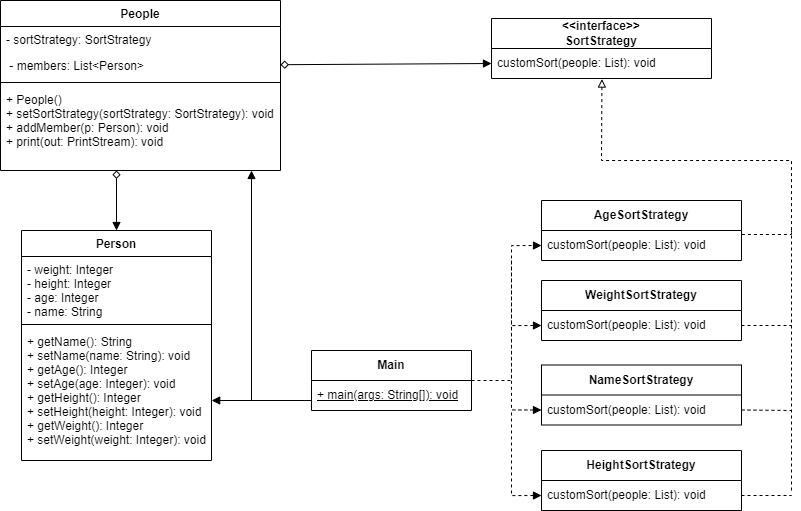 People
- sortStrategy: SortStrategy
- members: List<Person>
+ People()
+ setSortStrategy(sortStrategy: SortStrategy): void
+ addMember(p: Person): void
+ print(out: PrintStream): void
<<interface>>
SortStrategy
customSort(people: List): void
Person
- weight: Integer
- height: Integer
- age: Integer
- name: String
+ getName(): String
+ setName(name: String): void
+ getAge(): Integer
+ setAge(age: Integer): void
+ getHeight(): Integer
+ setHeight(height: Integer): void
+ getWeight(): Integer
+ setWeight(weight: Integer): void
Main
+ main(args: String[]): void
AgeSortStrategy
customSort(people: List): void
WeightSortStrategy
customSort(people: List): void
NameSortStrategy
customSort(people: List): void
HeightSortStrategy
customSort(people: List): void